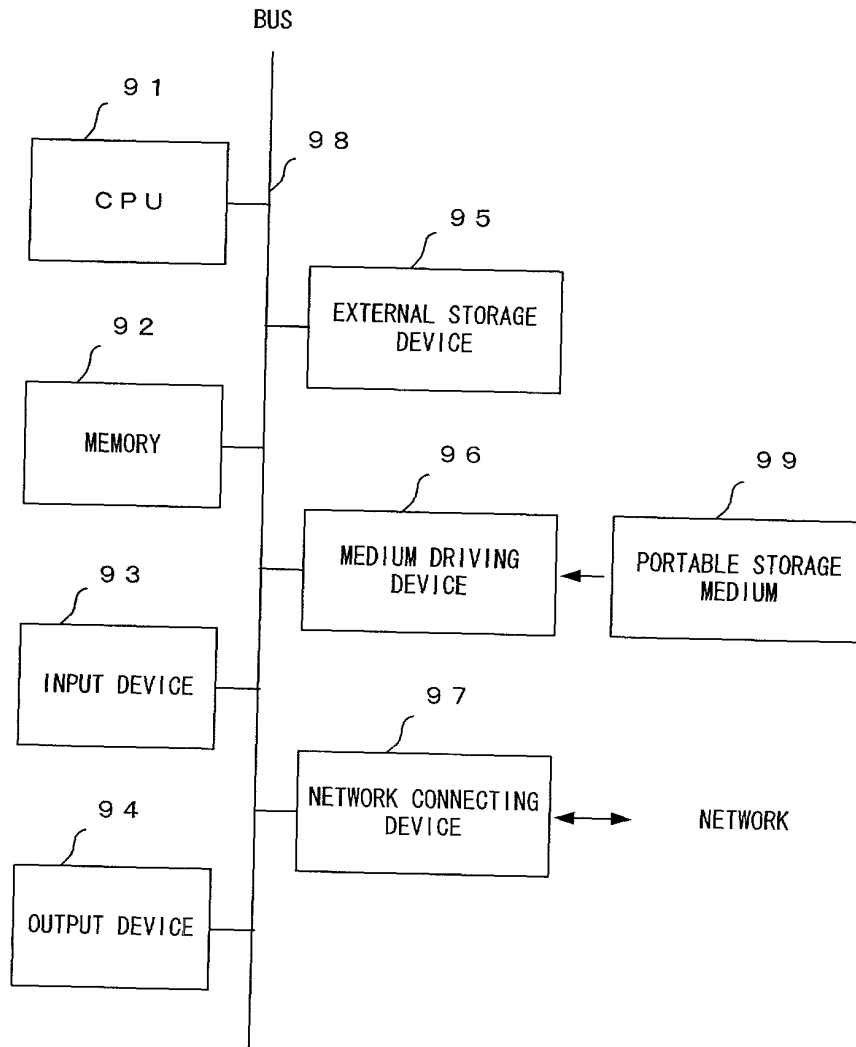 BUS
91
CPU
98
95
EXTERNAL STORAGE
DEVICE
92
MEMORY
96
MEDIUM DRIVING
DEVICE
99
PORTABLE STORAGE
MEDIUM
93
INPUT DEVICE
97
NETWORK CONNECTING
DEVICE
NETWORK
94
OUTPUT DEVICE